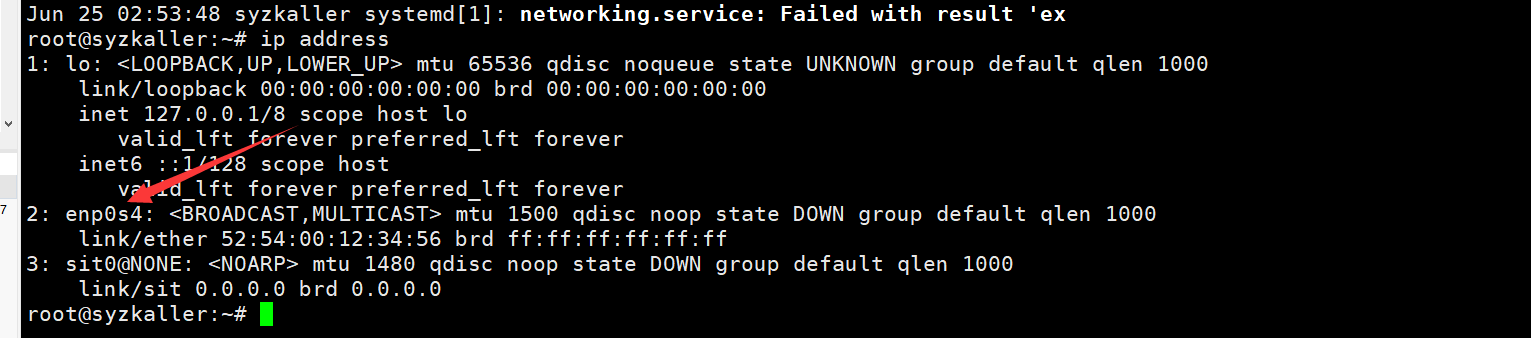 Jun 25 02:53:48 syzkaller systemd[1]: networking.service: Failed with result 'ex
root@syzkaller:~# ip address
1: lo: <LOOPBACK,UP,LOWER_UP> mtu 65536 qdisc noqueue state UNKNOWN group default qlen 1000
    link/loopback 00:00:00:00:00:00 brd 00:00:00:00:00:00
    inet 127.0.0.1/8 scope host lo
       valid_lft forever preferred_lft forever
    inet6 ::1/128 scope host
       valid_lft forever preferred_lft forever
2: enp0s4: <BROADCAST,MULTICAST> mtu 1500 qdisc noop state DOWN group default qlen 1000
    link/ether 52:54:00:12:34:56 brd ff:ff:ff:ff:ff:ff
3: sit0@NONE: <NOARP> mtu 1480 qdisc noop state DOWN group default qlen 1000
    link/sit 0.0.0.0 brd 0.0.0.0
root@syzkaller:~#
7